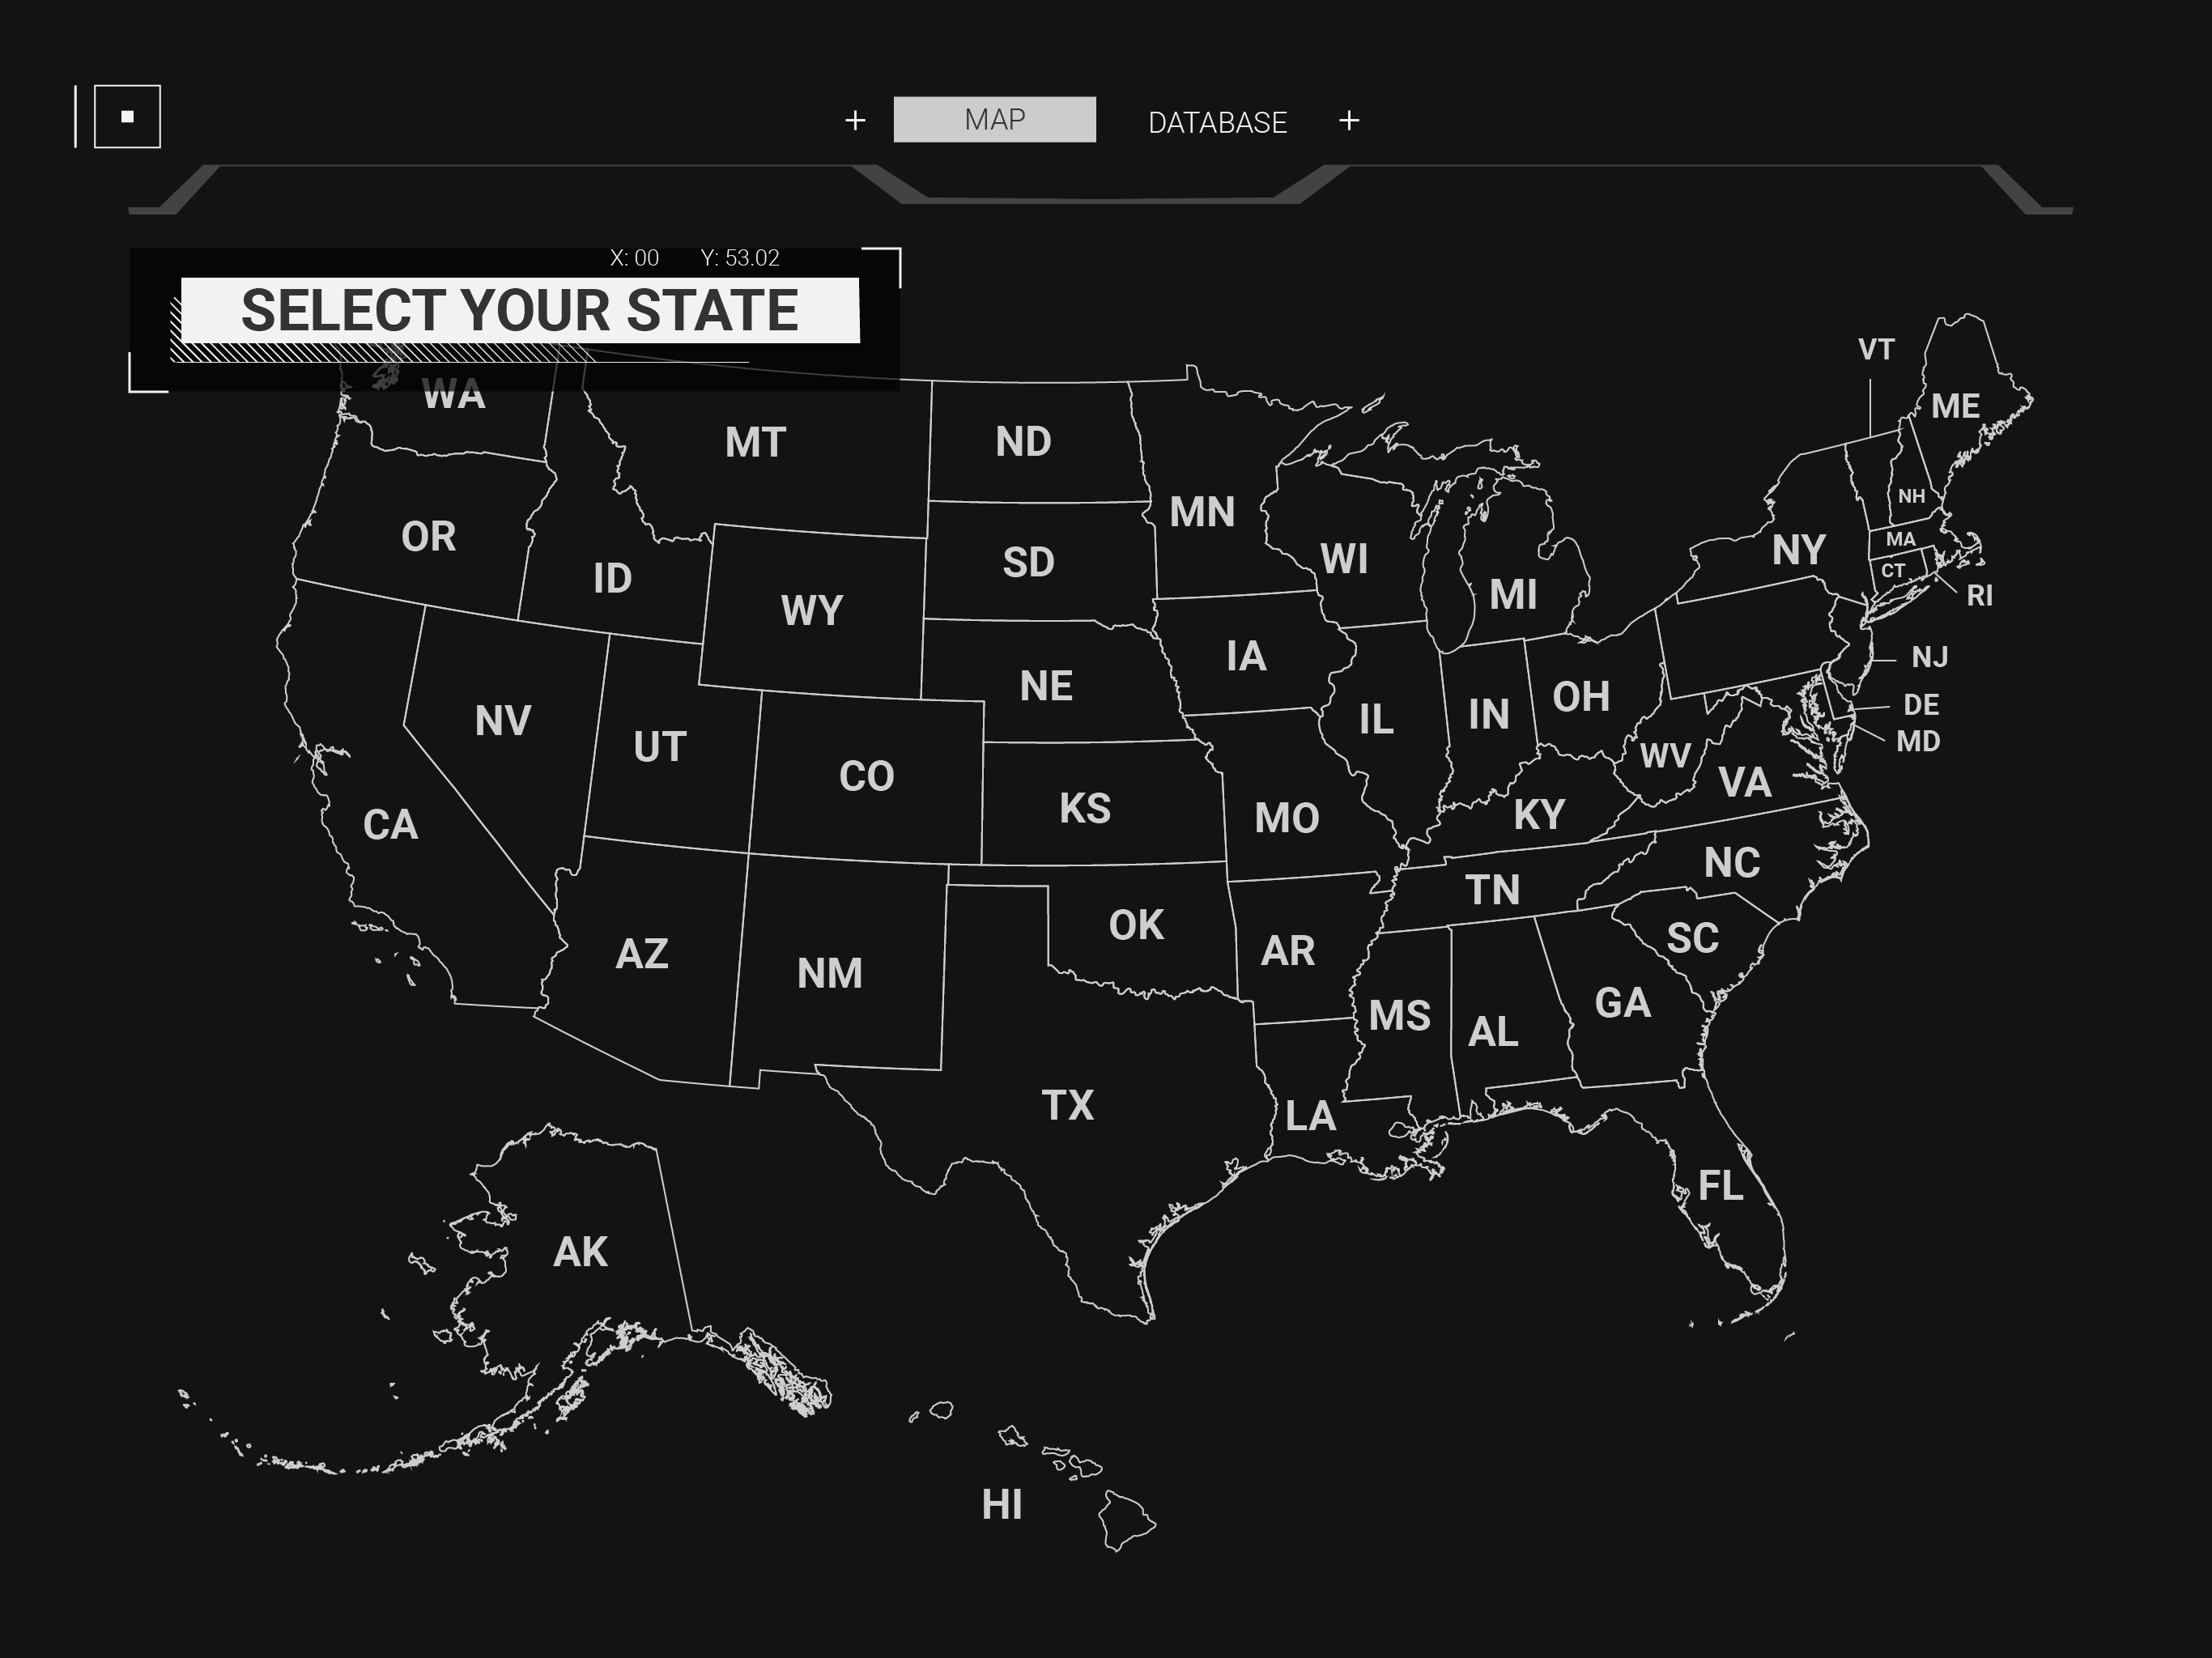 MAP
DATABASE
X: 00 Y: 53.02
SELECT YOUR STATE
VT
WA
ME
MT
ND
NH
MN
OR
MA
NY
WI
SD
CT
ID
MI
RI
WY
IA
NJ
NE
OH
DE
IN
IL
NV
MD
UT
WV
CO
VA
KS
KY
MO
CA
NC
TN
OK
SC
AR
AZ
NM
GA
MS
AL
TX
LA
FL
AK
HI